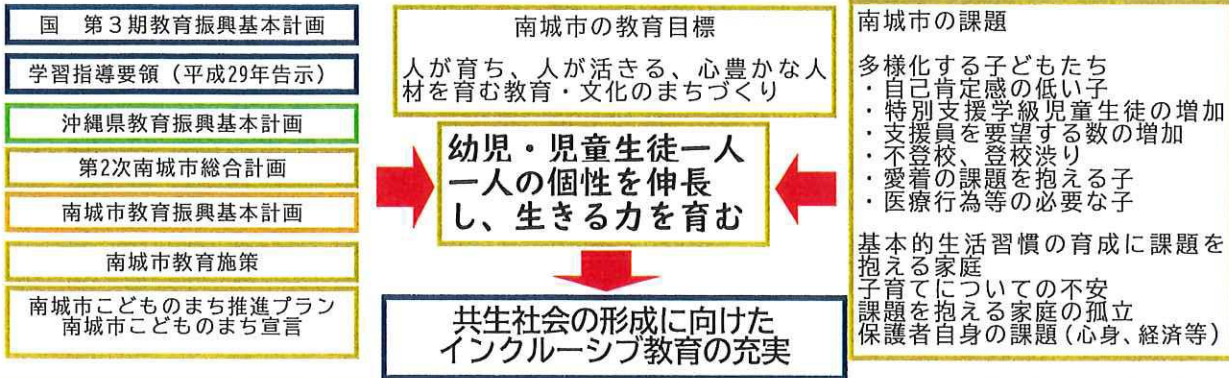 国　第３期教育振興基本計画
学習指導要領（平成29年告示）
沖縄県教育振興基本計画
第2次南城市総合計画
南城市教育振興基本計画
南城市教育施策
南城市こどものまち推進プラン
南城市こどものまち宣言
南城市の教育目標
人が育ち、人が活きる、心豊かな人
材を育む教育・文化のまちづくり
幼児・児童生徒一人
一人の個性を伸長
し、生きる力を育む
共生社会の形成に向けた
インクルーシブ教育の充実
南城市の課題
多様化する子どもたち
・自己肯定感の低い子
・特別支援学級児童生徒の増加
・支援員を要望する数の増加
・不登校、登校渋り
・愛着の課題を抱える子
・医療行為等の必要な子
基本的生活習慣の育成に課題を
抱える家庭
子育てについての不安
課題を抱える家庭の孤立
保護者自身の課題（心身、経済等）